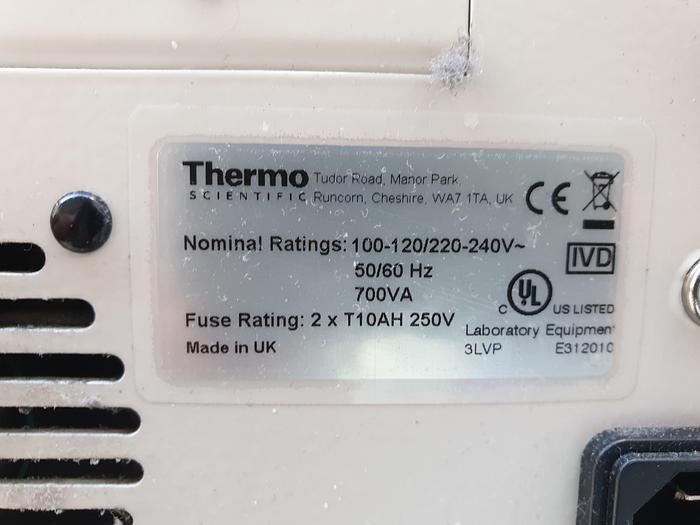 Thermo
SCIENTIFIC
Tudor Road, Manor Park,
Runcorn, Cheshire, WA7 1TA, UK
CE
Nominal Ratings: 100-120/220-240V~
50/60 Hz
700VA
IVD
Fuse Rating: 2 x T10AH 250V
Made in UK
C UL US LISTED
Laboratory Equipment
3LVP E312010